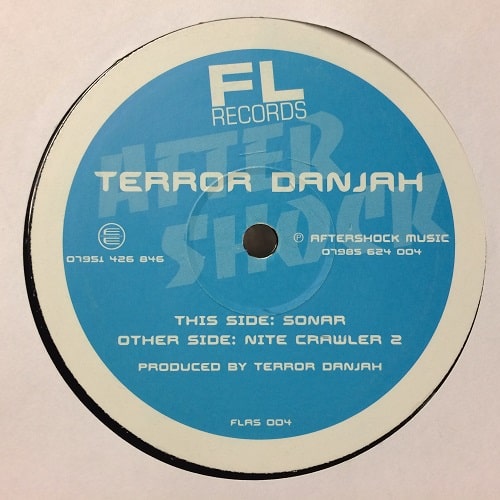 FL
RECORDS
AFTER
SHOCK
TERROR DANJAH
07951 426 846
℗ AFTERSHOCK MUSIC
07985 624 004
THIS SIDE: SONAR
OTHER SIDE: NITE CRAWLER 2
PRODUCED BY TERROR DANJAH
FLAS 004